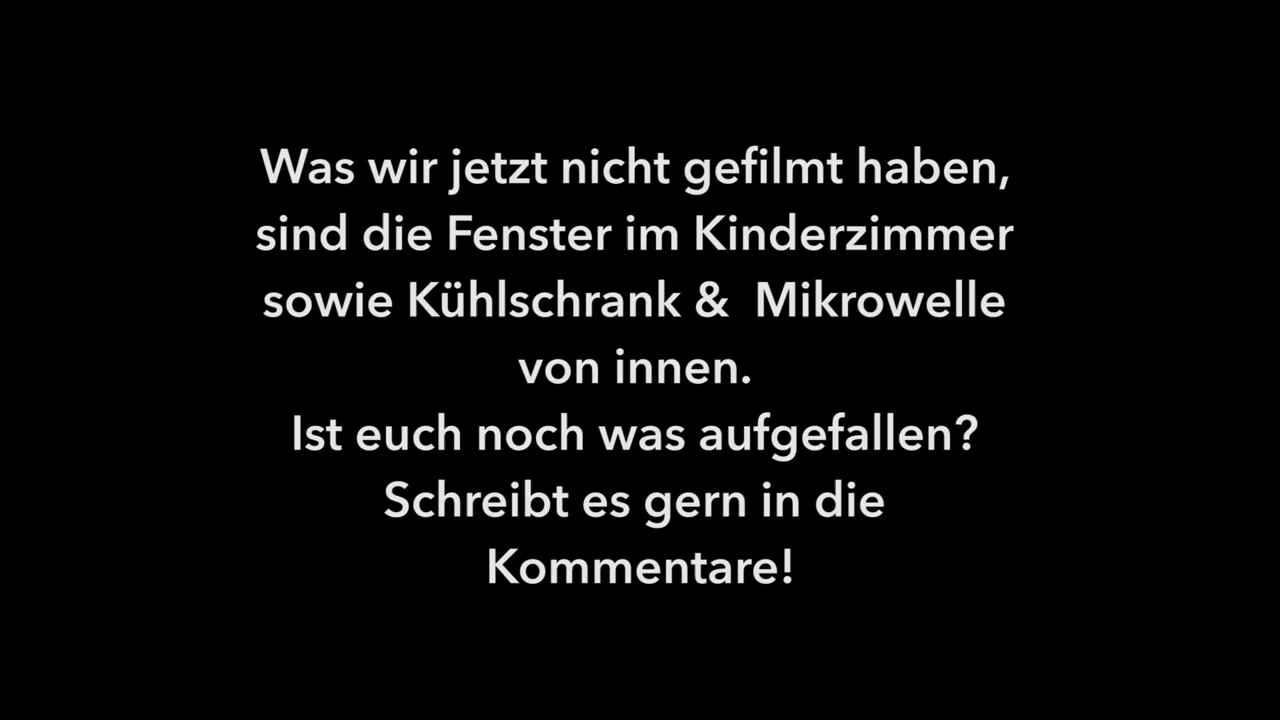 Was wir jetzt nicht gefilmt haben,
sind die Fenster im Kinderzimmer
sowie Kühlschrank &  Mikrowelle
von innen.
Ist euch noch was aufgefallen?
Schreibt es gern in die
Kommentare!